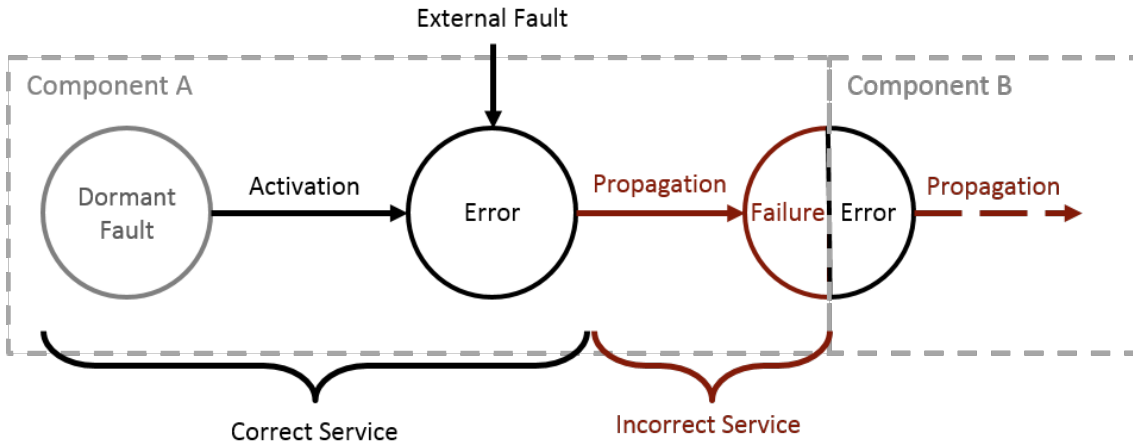 External Fault
Component A
Component B
Dormant
Fault
Activation
Error
Propagation
Failure
Error
Propagation
Correct Service
Incorrect Service